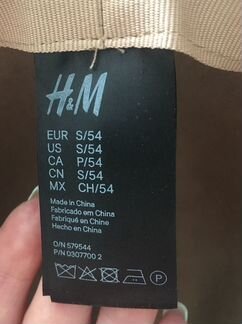 H&M
EUR S/54
US S/54
CA P/54
CN S/54
MX CH/54
Made in China
Fabricado em China
Fabriqué en Chine
Hecho en China
O/N 579544
P/N 0307700 2
P